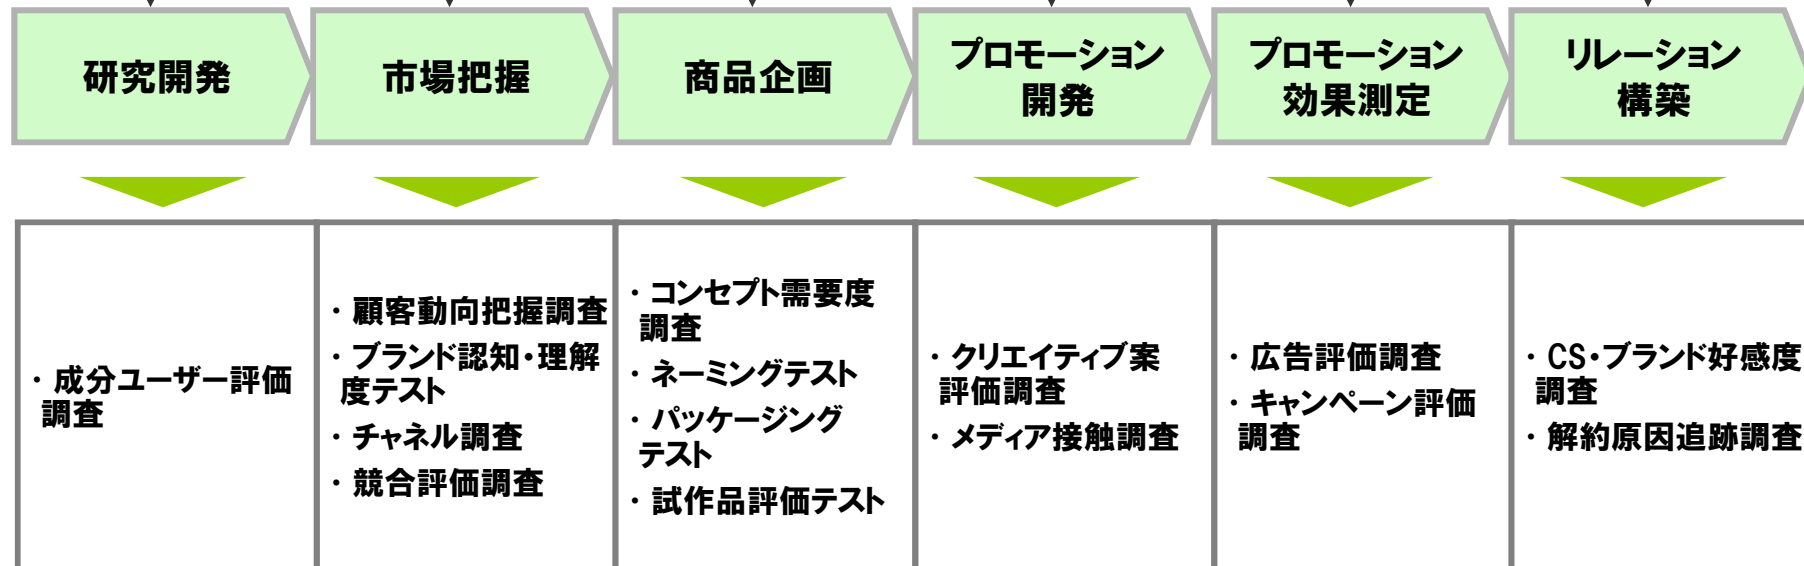 研究開発
市場把握
商品企画
プロモーション
開発
プロモーション
効果測定
リレーション
構築
・成分ユーザー評価
調査
・顧客動向把握調査
・ブランド認知・理解
度テスト
・チャネル調査
・競合評価調査
・コンセプト需要度
調査
・ネーミングテスト
・パッケージング
テスト
・試作品評価テスト
・クリエイティブ案
評価調査
・メディア接触調査
・広告評価調査
・キャンペーン評価
調査
・CS・ブランド好感度
調査
・解約原因追跡調査